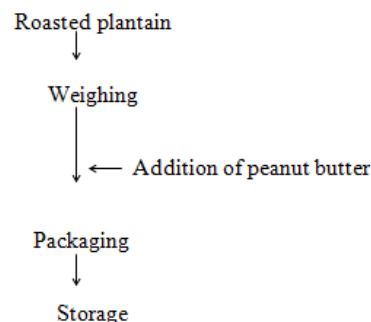 Roasted plantain
Weighing
Addition of peanut butter
Packaging
Storage